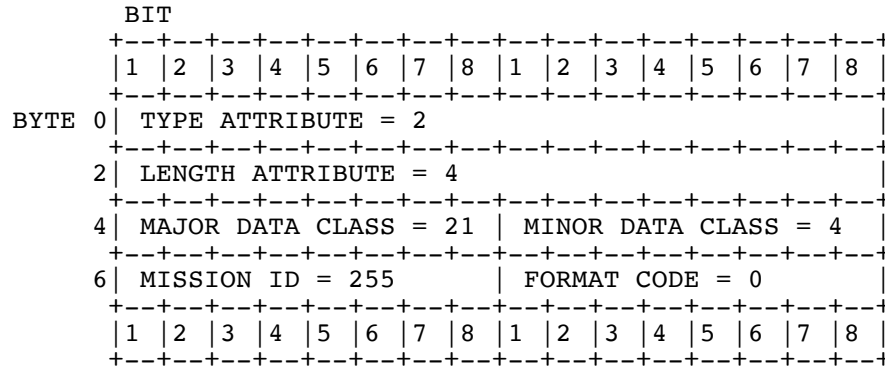 BIT
+--+--+--+--+--+--+--+--+--+--+--+--+--+--+--+--+
|1 |2 |3 |4 |5 |6 |7 |8 |1 |2 |3 |4 |5 |6 |7 |8 |
+--+--+--+--+--+--+--+--+--+--+--+--+--+--+--+--+
BYTE 0| TYPE ATTRIBUTE = 2 |
+--+--+--+--+--+--+--+--+--+--+--+--+--+--+--+--+
2| LENGTH ATTRIBUTE = 4 |
+--+--+--+--+--+--+--+--+--+--+--+--+--+--+--+--+
4| MAJOR DATA CLASS = 21 | MINOR DATA CLASS = 4 |
+--+--+--+--+--+--+--+--+--+--+--+--+--+--+--+--+
6| MISSION ID = 255 | FORMAT CODE = 0 |
+--+--+--+--+--+--+--+--+--+--+--+--+--+--+--+--+
|1 |2 |3 |4 |5 |6 |7 |8 |1 |2 |3 |4 |5 |6 |7 |8 |
+--+--+--+--+--+--+--+--+--+--+--+--+--+--+--+--+